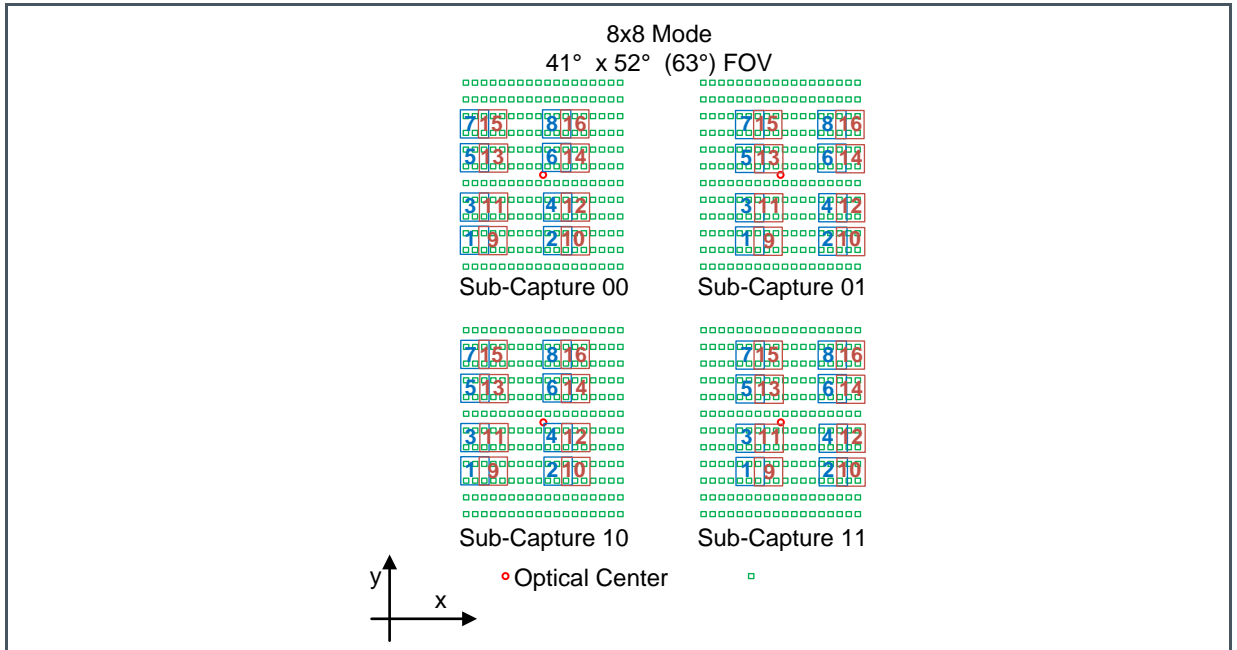 8x8 Mode
41° x 52° (63°) FOV
7 15 8 16
5 13 6 14
3 11 4 12
1 9 2 10
Sub-Capture 00
7 15 8 16
5 13 6 14
3 11 4 12
1 9 2 10
Sub-Capture 01
7 15 8 16
5 13 6 14
3 11 4 12
1 9 2 10
Sub-Capture 10
7 15 8 16
5 13 6 14
3 11 4 12
1 9 2 10
Sub-Capture 11
Optical Center
y
x